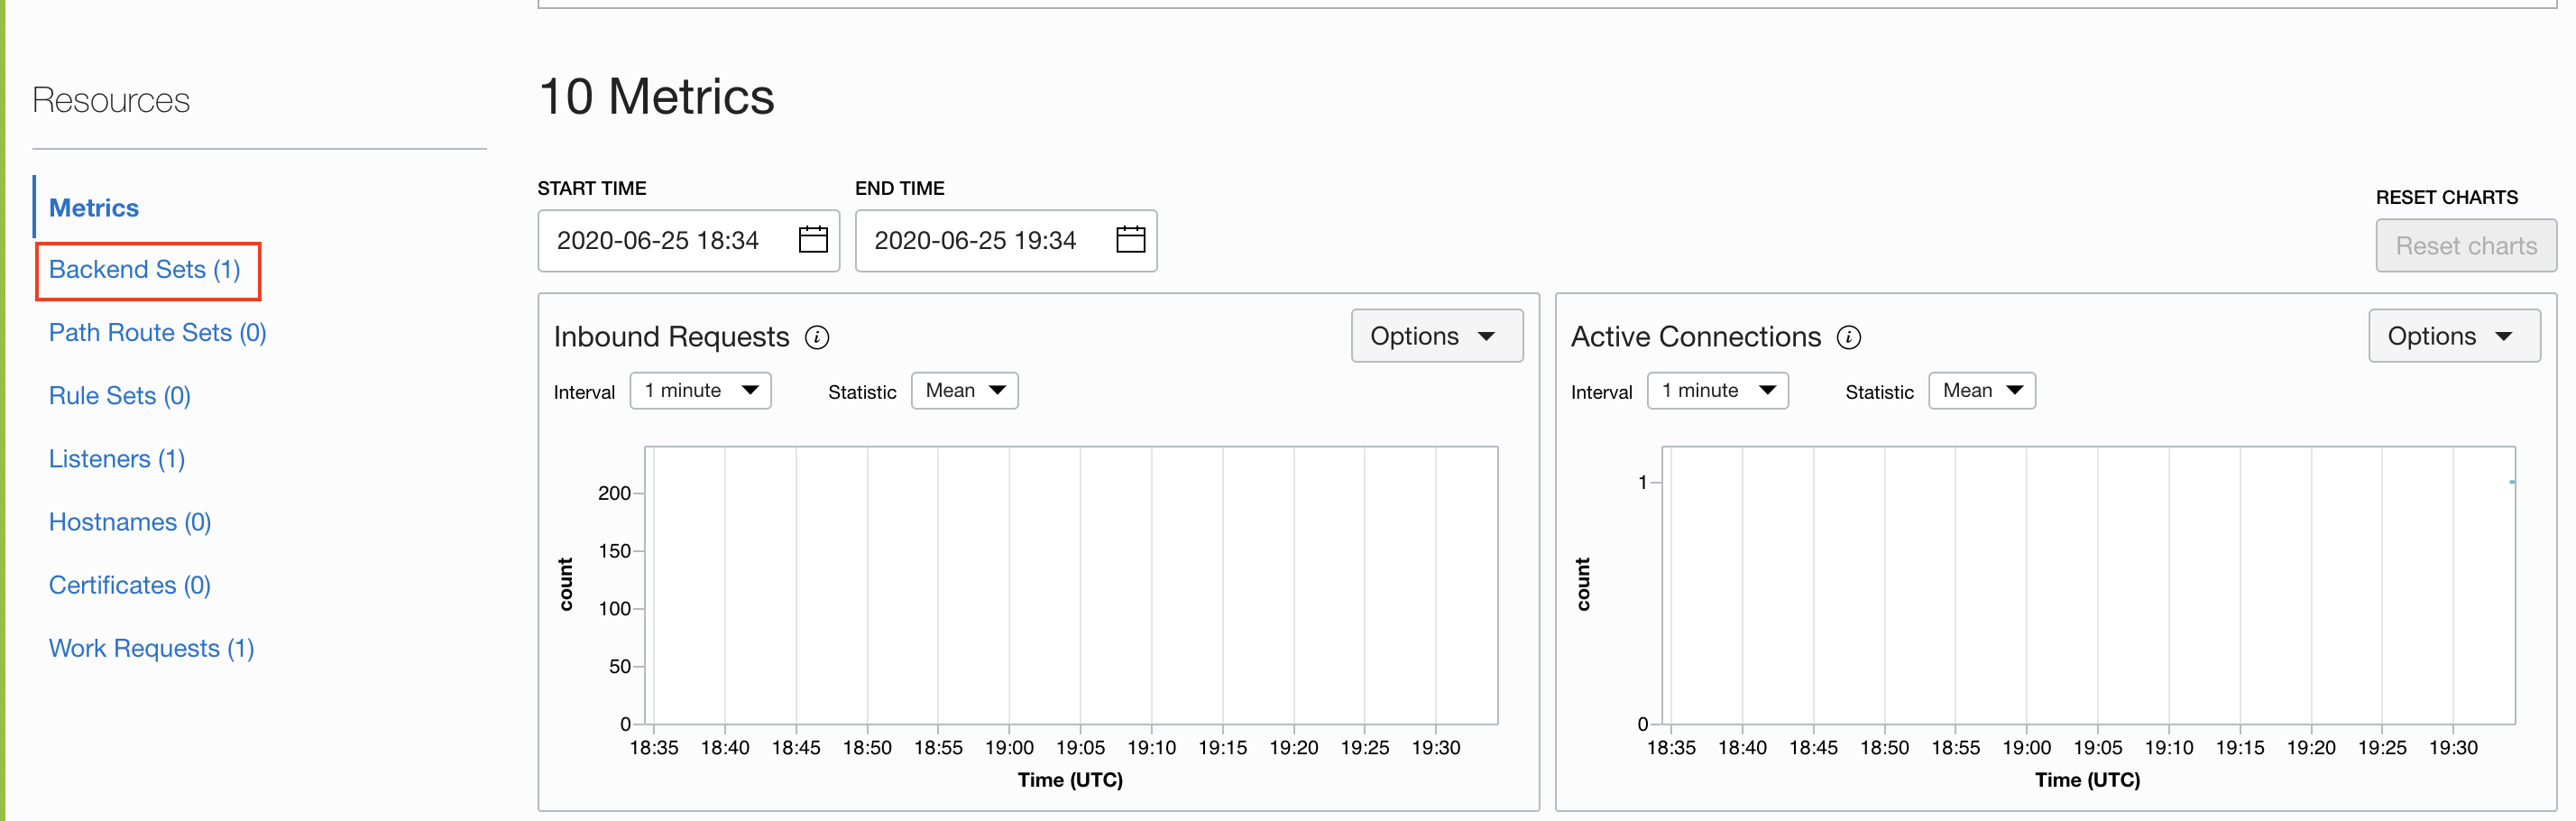 Resources
Metrics
Backend Sets (1)
Path Route Sets (0)
Rule Sets (0)
Listeners (1)
Hostnames (0)
Certificates (0)
Work Requests (1)
10 Metrics
START TIME
2020-06-25 18:34
END TIME
2020-06-25 19:34
RESET CHARTS
Reset charts
Inbound Requests i
Options
Interval 1 minute Statistic Mean
count
200
150
100
50
0
18:35 18:40 18:45 18:50 18:55 19:00 19:05 19:10 19:15 19:20 19:25 19:30
Time (UTC)
Active Connections i
Options
Interval 1 minute Statistic Mean
count
1
0
18:35 18:40 18:45 18:50 18:55 19:00 19:05 19:10 19:15 19:20 19:25 19:30
Time (UTC)